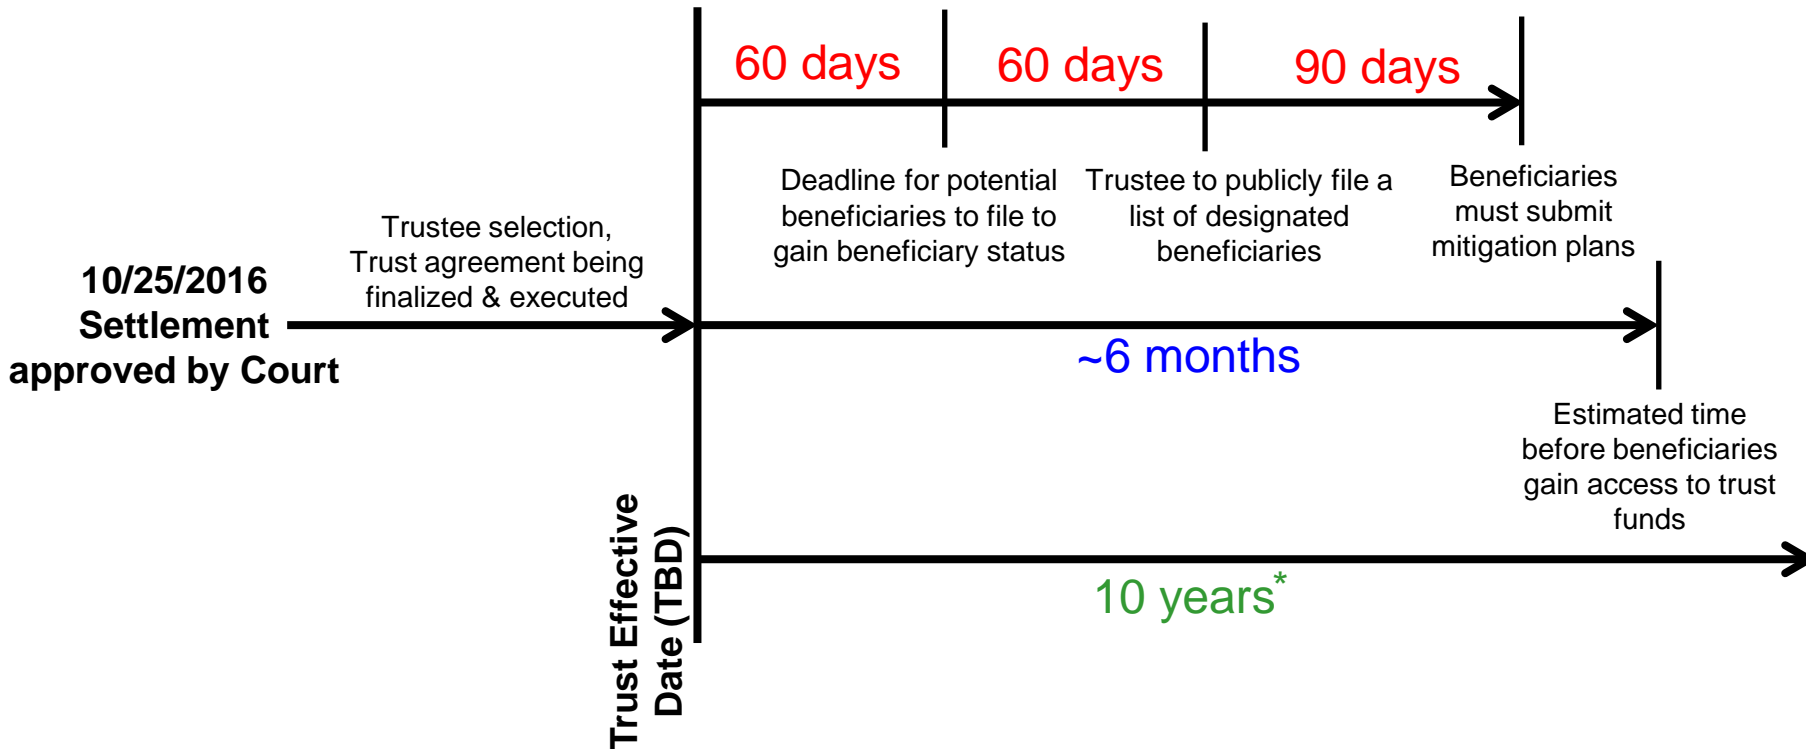 60 days
60 days
90 days
Deadline for potential
beneficiaries to file to
gain beneficiary status
Trustee to publicly file a
list of designated
beneficiaries
Beneficiaries
must submit
mitigation plans
Trustee selection,
Trust agreement being
finalized & executed
10/25/2016
Settlement
approved by Court
~6 months
Estimated time
before beneficiaries
gain access to trust
funds
Trust Effective
Date (TBD)
10 years*